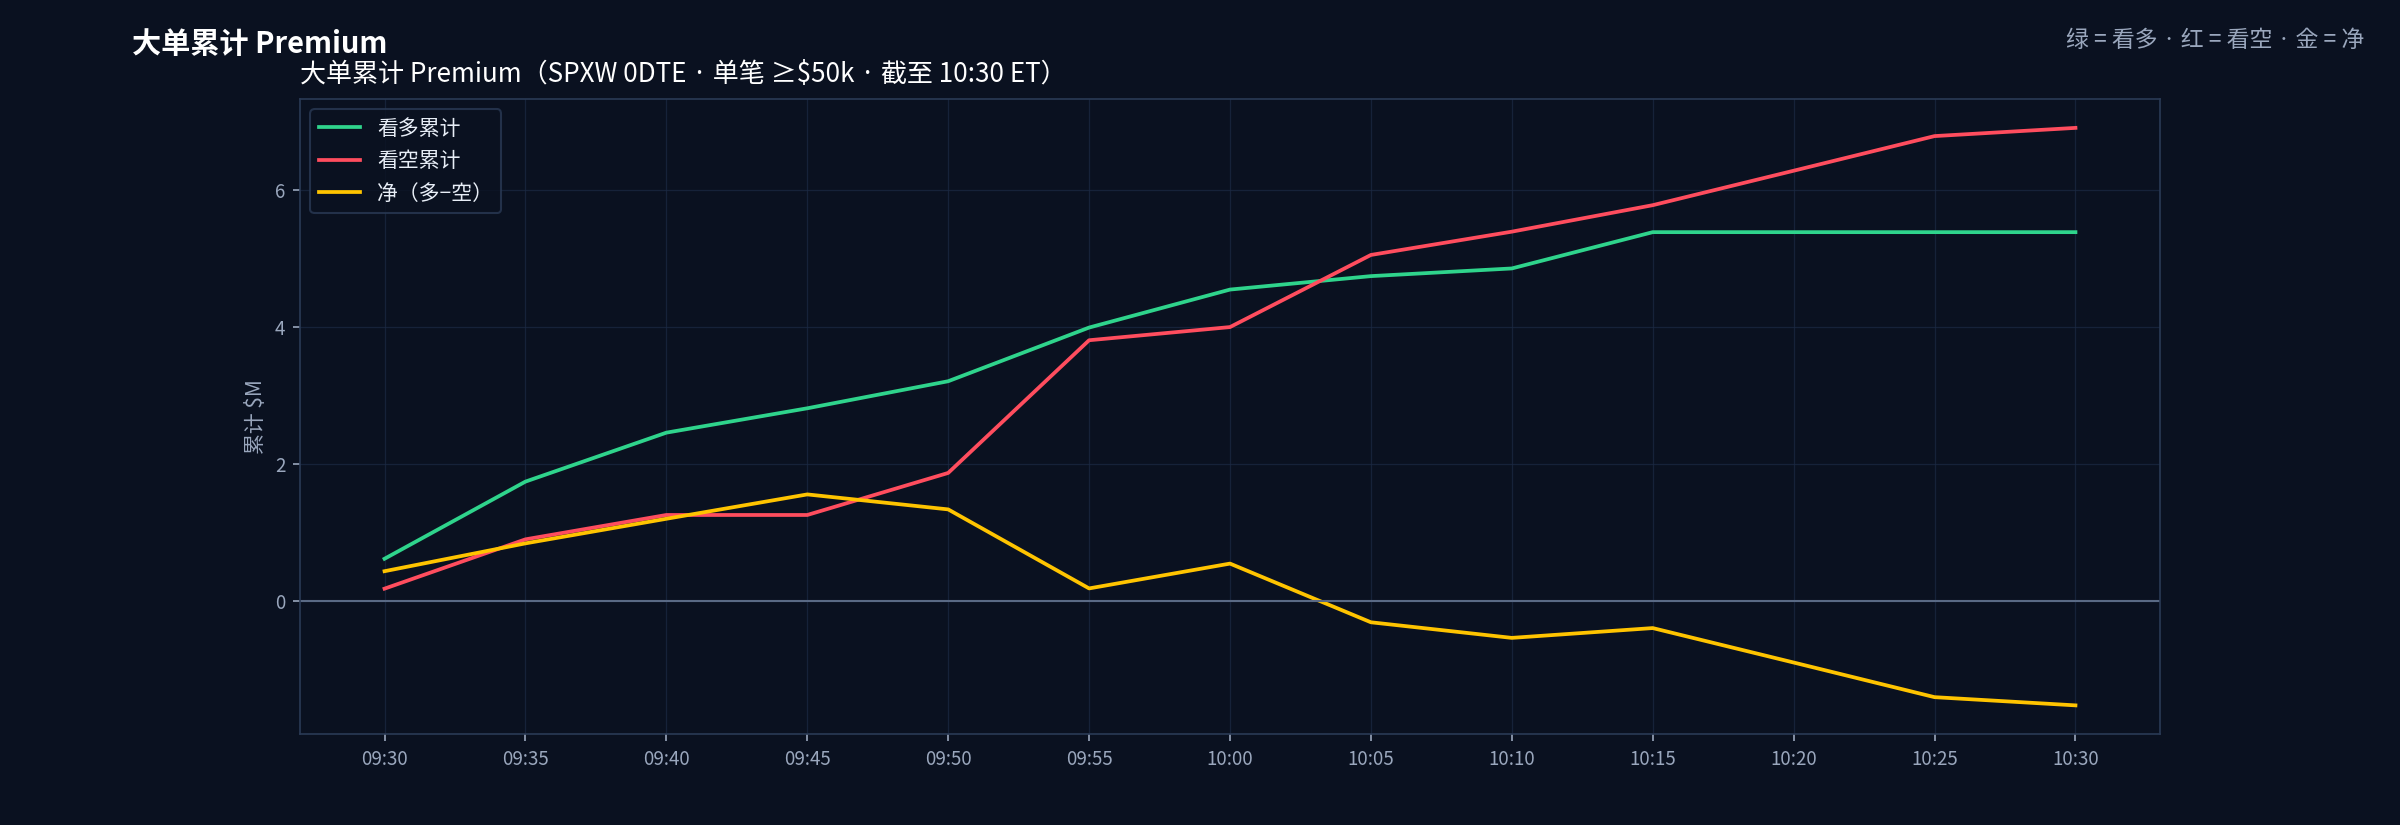 大单累计 Premium
绿 = 看多 · 红 = 看空 · 金 = 净
大单累计 Premium（SPXW 0DTE · 单笔 ≥$50k · 截至 10:30 ET）
看多累计
看空累计
净（多−空）
累计 $M
6
4
2
0
09:30 09:35 09:40 09:45 09:50 09:55 10:00 10:05 10:10 10:15 10:20 10:25 10:30